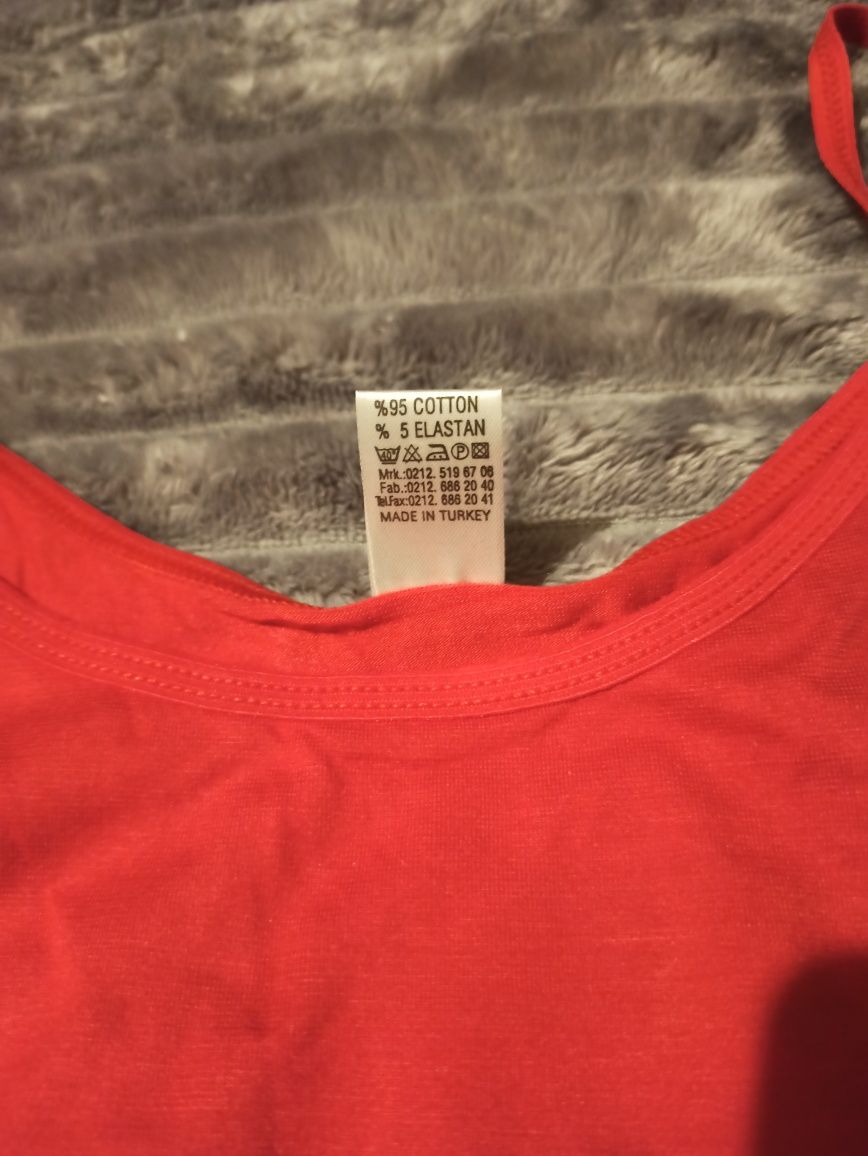 %95 COTTON
% 5 ELASTAN
40 P
Mrk.:0212. 519 67 06
Fab.:0212. 686 20 40
Tel.Fax:0212. 686 20 41
MADE IN TURKEY